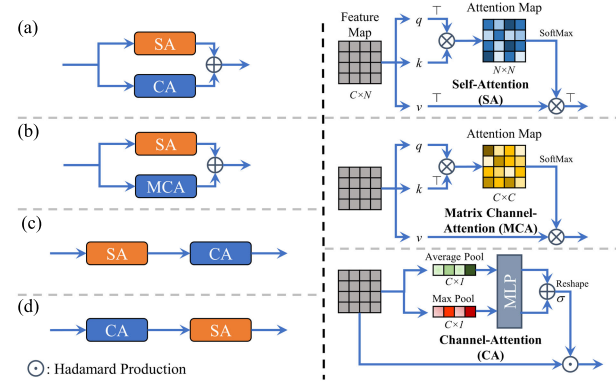 (a)
SA
CA
(b)
SA
MCA
(c)
SA
CA
(d)
CA
SA
: Hadamard Production
Feature
Map
C×N
q
k
v
⊤
⊤
⊤
Attention Map
N×N
SoftMax
Self-Attention
(SA)
q
k
v
⊤
Attention Map
C×C
SoftMax
Matrix Channel-
Attention (MCA)
Average Pool
C×1
Max Pool
C×1
MLP
Reshape
σ
Channel-Attention
(CA)